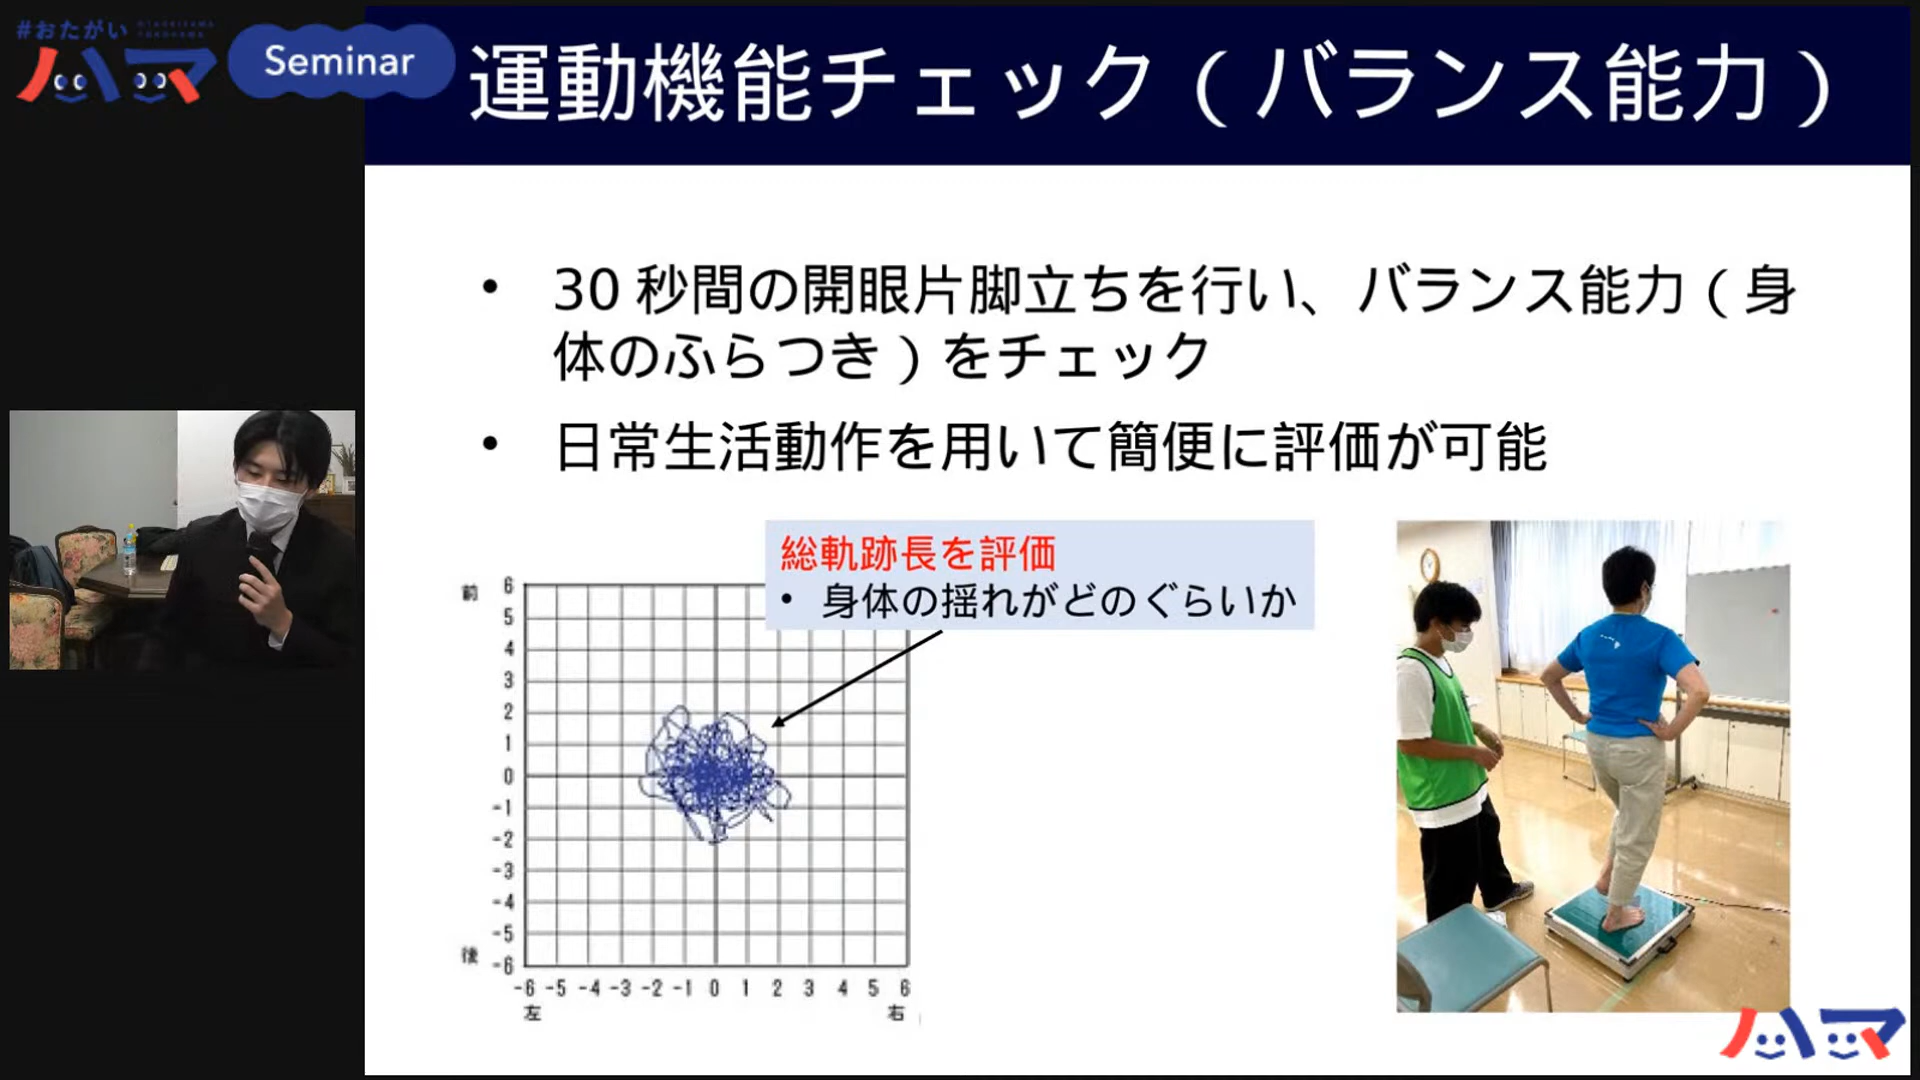 #おたがい
ハマ
Seminar
運動機能チェック（バランス能力）
• 30 秒間の開眼片脚立ちを行い、バランス能力（身
体のふらつき）をチェック
• 日常生活動作を用いて簡便に評価が可能
総軌跡長を評価
• 身体の揺れがどのぐらいか
前
6
5
4
3
2
1
0
-1
-2
-3
-4
-5
-6
後
-6 -5 -4 -3 -2 -1 0 1 2 3 4 5 6
左 右
ハマ